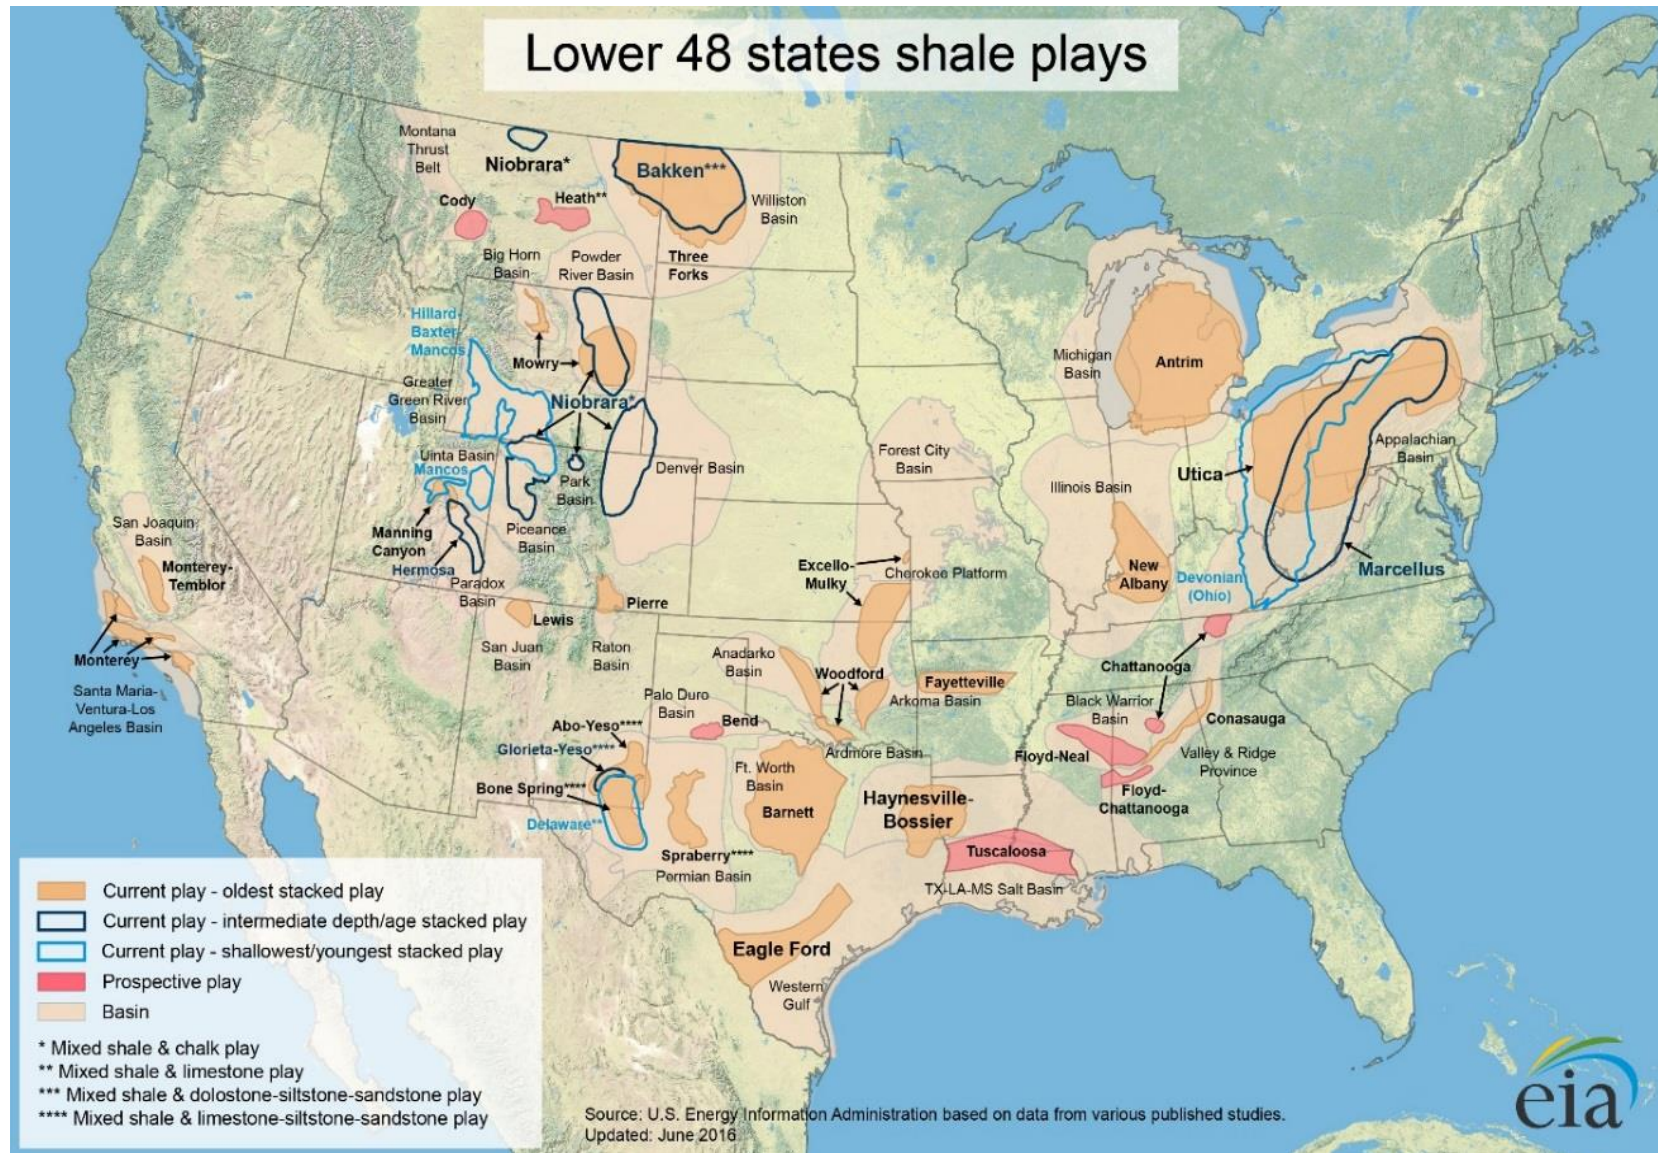 Lower 48 states shale plays
Montana
Thrust
Belt
Niobrara*
Bakken***
Williston
Basin
Cody
Heath**
Big Horn
Basin
Powder
River Basin
Three
Forks
Hillard-
Baxter-
Mancos
Mowry
Greater
Green River
Basin
Niobrara*
Uinta Basin
Mancos
Park
Basin
Denver Basin
Manning
Canyon
Hermosa
Piceance
Basin
Paradox
Basin
San Joaquin
Basin
Monterey-
Temblor
Monterey
Santa Maria-
Ventura-Los
Angeles Basin
Lewis
San Juan
Basin
Pierre
Raton
Basin
Forest City
Basin
Excello-
Mulky
Cherokee Platform
Michigan
Basin
Antrim
Illinois Basin
New
Albany
Utica
Appalachian
Basin
Devonian
(Ohio)
Marcellus
Chattanooga
Anadarko
Basin
Woodford
Fayetteville
Arkoma Basin
Palo Duro
Basin
Bend
Ardmore Basin
Abo-Yeso****
Glorieta-Yeso****
Bone Spring****
Delaware**
Spraberry****
Permian Basin
Ft. Worth
Basin
Barnett
Haynesville-
Bossier
Black Warrior
Basin
Floyd-Neal
Conasauga
Valley & Ridge
Province
Floyd-
Chattanooga
Tuscaloosa
TX-LA-MS Salt Basin
Eagle Ford
Western
Gulf
Current play - oldest stacked play
Current play - intermediate depth/age stacked play
Current play - shallowest/youngest stacked play
Prospective play
Basin
* Mixed shale & chalk play
** Mixed shale & limestone play
*** Mixed shale & dolostone-siltstone-sandstone play
**** Mixed shale & limestone-siltstone-sandstone play
Source: U.S. Energy Information Administration based on data from various published studies.
Updated: June 2016
eia